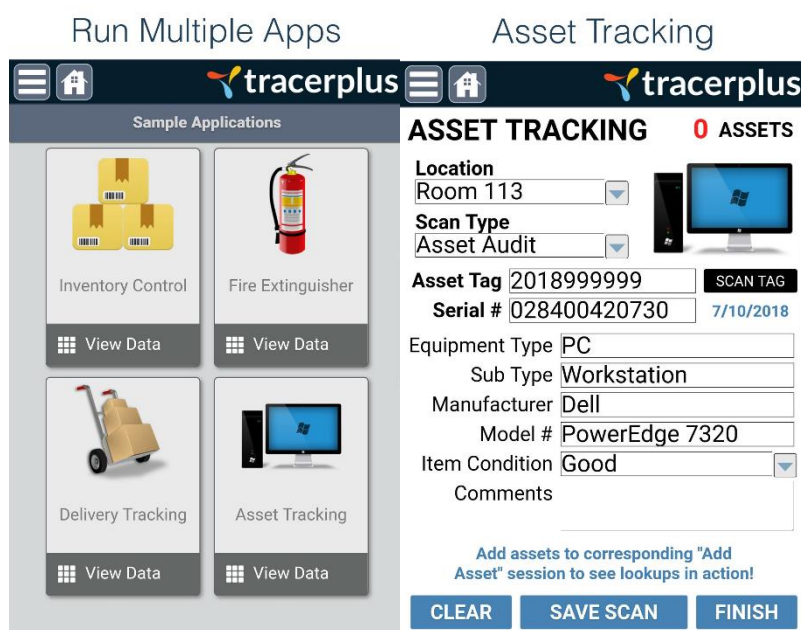 Run Multiple Apps
tracerplus
Sample Applications
Inventory Control
Fire Extinguisher
View Data
View Data
Delivery Tracking
Asset Tracking
View Data
View Data
Asset Tracking
tracerplus
ASSET TRACKING 0 ASSETS
Location
Room 113
Scan Type
Asset Audit
Asset Tag 2018999999 SCAN TAG
Serial # 028400420730 7/10/2018
Equipment Type PC
Sub Type Workstation
Manufacturer Dell
Model # PowerEdge 7320
Item Condition Good
Comments
Add assets to corresponding "Add
Asset" session to see lookups in action!
CLEAR SAVE SCAN FINISH